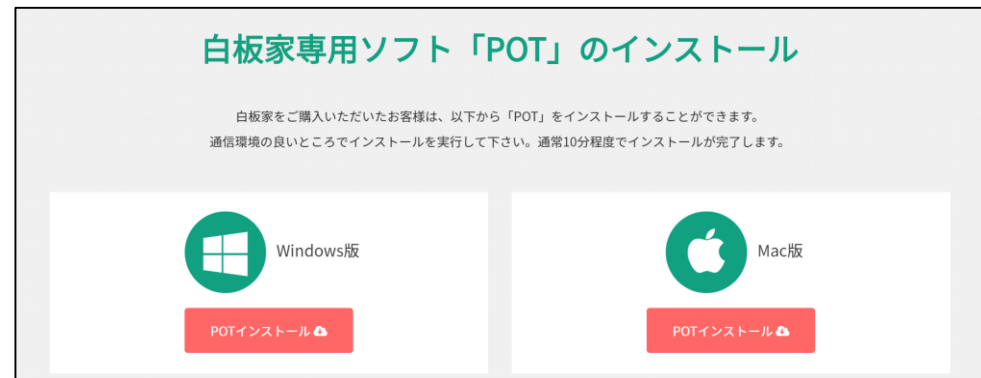 白板家専用ソフト「POT」のインストール
白板家をご購入いただいたお客様は、以下から「POT」をインストールすることができます。
通信環境の良いところでインストールを実行して下さい。通常10分程度でインストールが完了します。
Windows版
Mac版
POTインストール
POTインストール